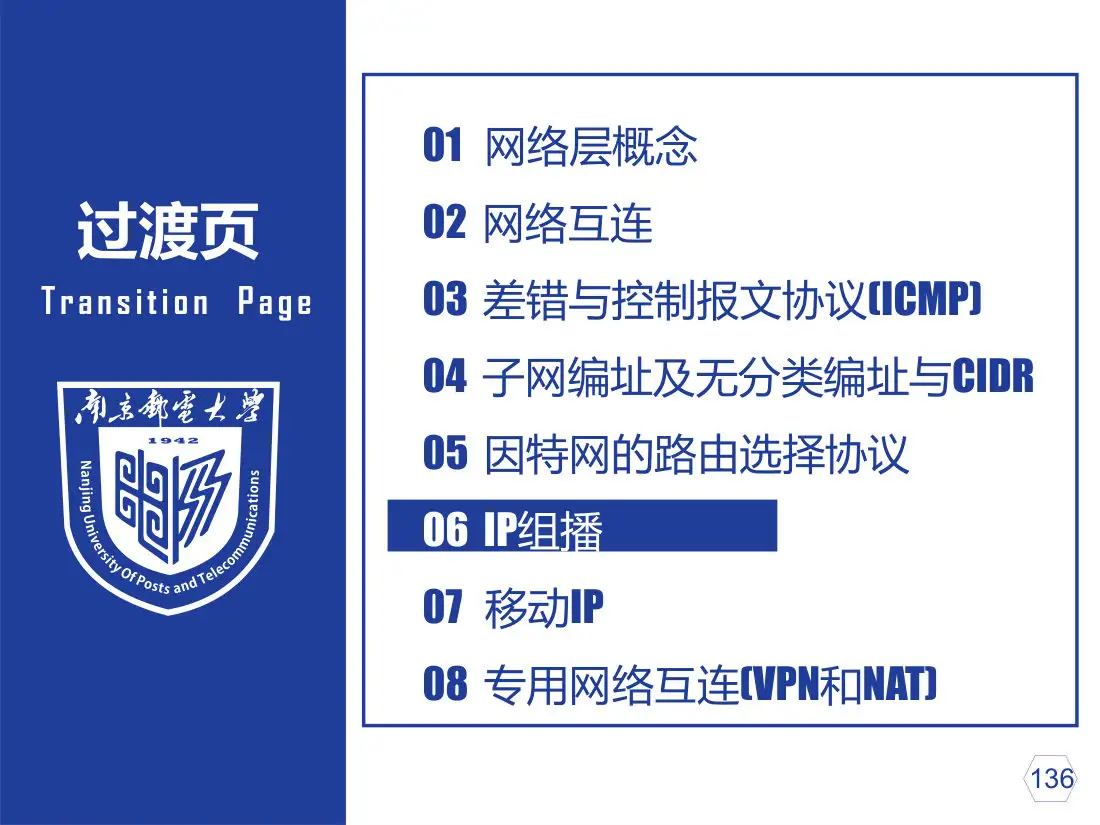 过渡页
Transition Page
南京郵電大學
1942
Nanjing University Of Posts and Telecommunications
01 网络层概念
02 网络互连
03 差错与控制报文协议(ICMP)
04 子网编址及无分类编址与CIDR
05 因特网的路由选择协议
06 IP组播
07 移动IP
08 专用网络互连(VPN和NAT)
136